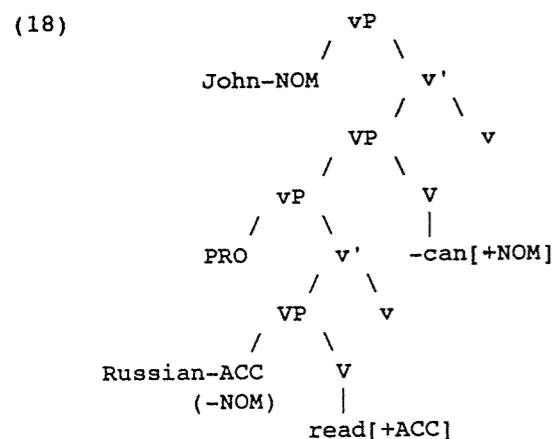 (18) vP
John-NOM v'
VP v
vP V
PRO v' -can[+NOM]
VP v
Russian-ACC V
(-NOM)
read[+ACC]